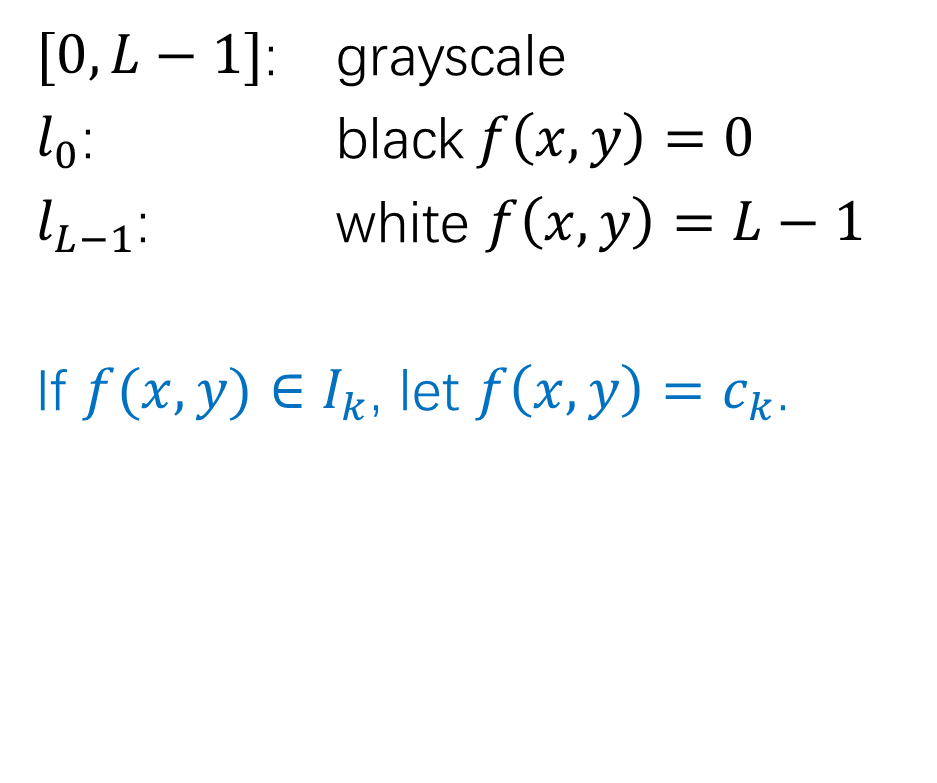 [0, L − 1]: grayscale
l₀: black f(x, y) = 0
l_{L−1}: white f(x, y) = L − 1
If f(x, y) ∈ I_k, let f(x, y) = c_k.